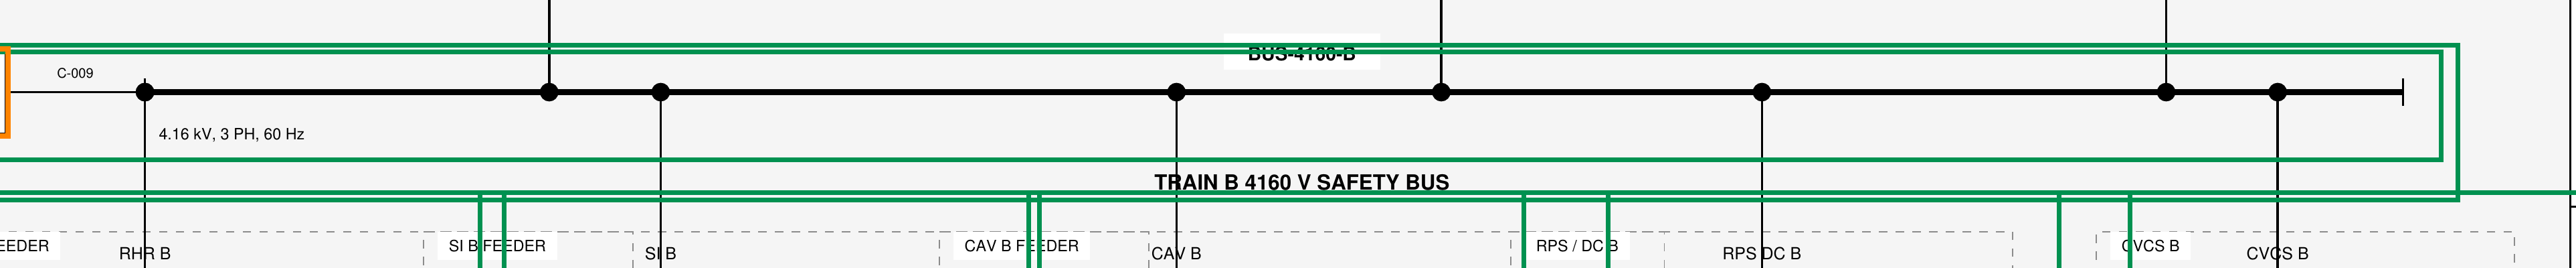 BUS-4160-B
C-009
4.16 kV, 3 PH, 60 Hz
TRAIN B 4160 V SAFETY BUS
SI B FEEDER
CAV B FEEDER
RPS / DC B
CVCS B
RHR B
SI B
CAV B
RPS DC B
CVCS B